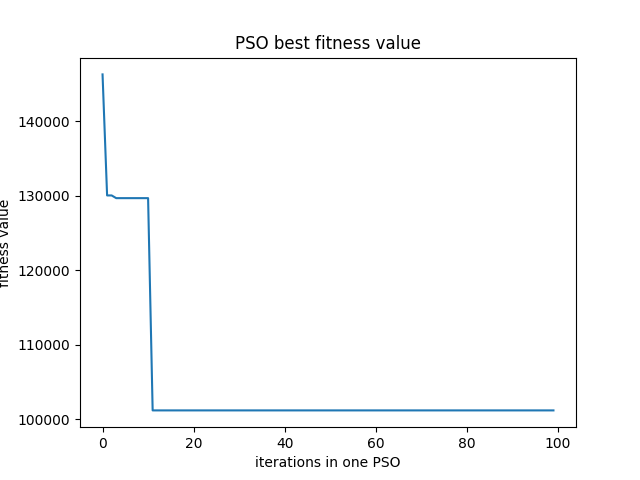 PSO best fitness value
fitness value
140000
130000
120000
110000
100000
0 20 40 60 80 100
iterations in one PSO